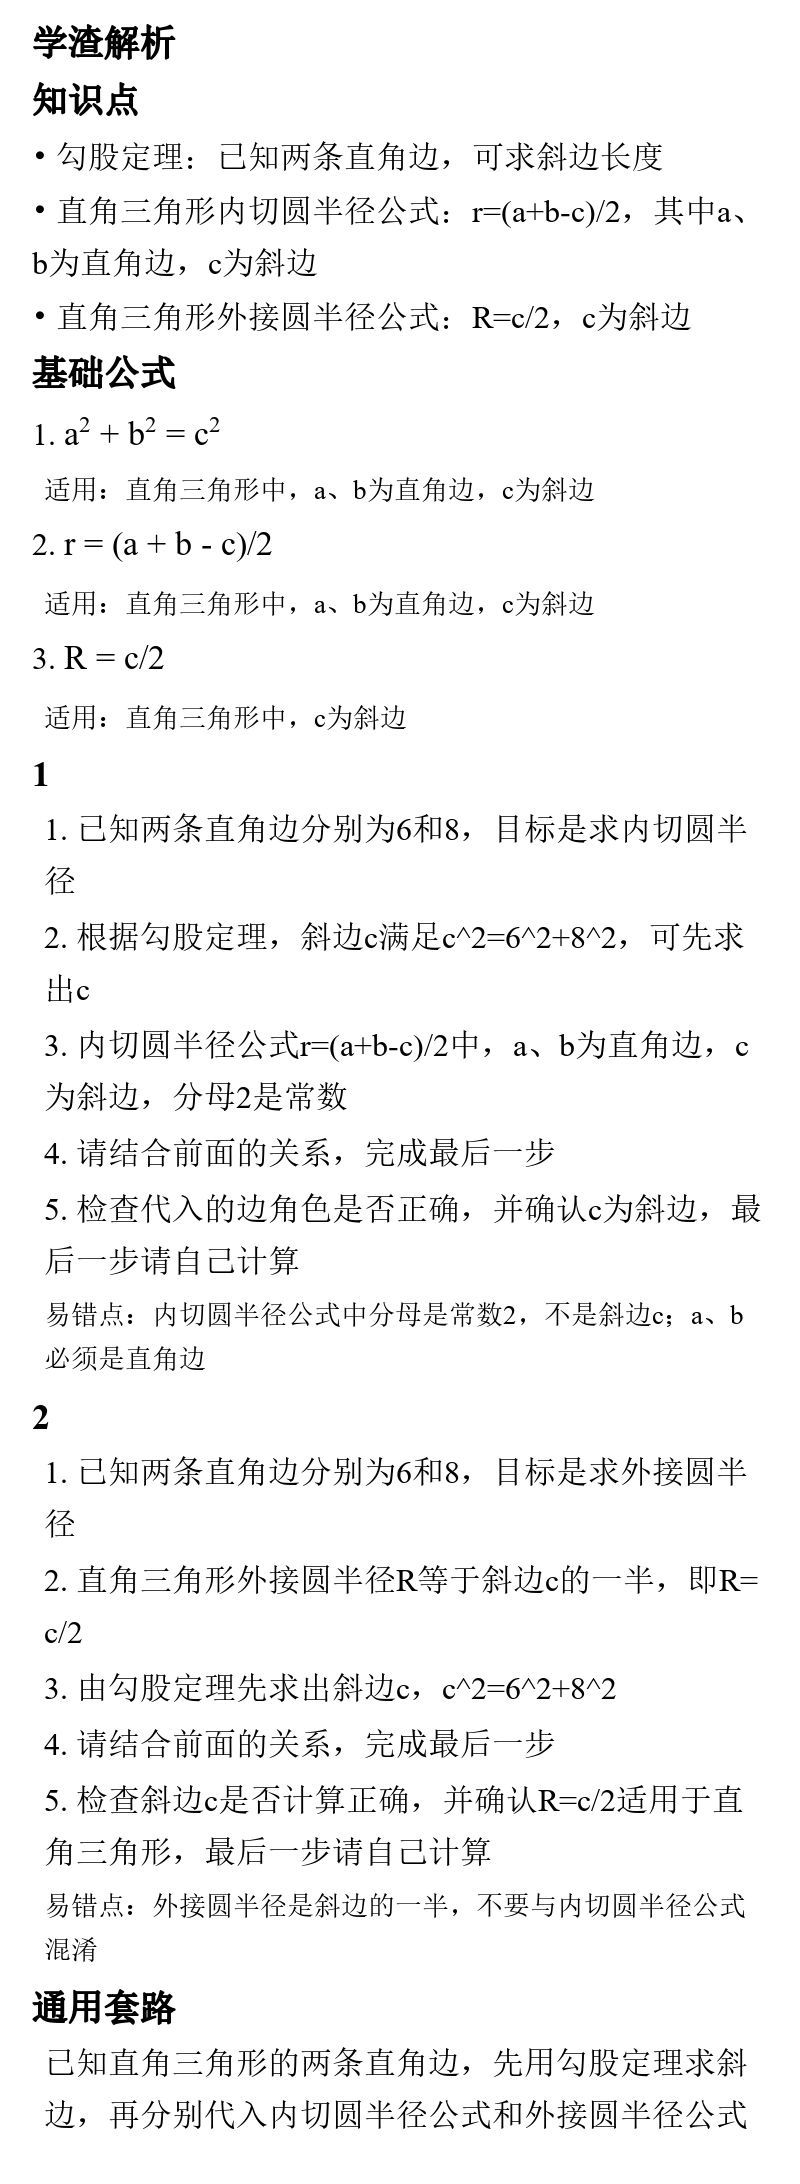 学渣解析
知识点
• 勾股定理：已知两条直角边，可求斜边长度
• 直角三角形内切圆半径公式：r=(a+b-c)/2，其中a、
b为直角边，c为斜边
• 直角三角形外接圆半径公式：R=c/2，c为斜边
基础公式
1. a² + b² = c²
适用：直角三角形中，a、b为直角边，c为斜边
2. r = (a + b - c)/2
适用：直角三角形中，a、b为直角边，c为斜边
3. R = c/2
适用：直角三角形中，c为斜边
1
1. 已知两条直角边分别为6和8，目标是求内切圆半
径
2. 根据勾股定理，斜边c满足c^2=6^2+8^2，可先求
出c
3. 内切圆半径公式r=(a+b-c)/2中，a、b为直角边，c
为斜边，分母2是常数
4. 请结合前面的关系，完成最后一步
5. 检查代入的边角色是否正确，并确认c为斜边，最
后一步请自己计算
易错点：内切圆半径公式中分母是常数2，不是斜边c；a、b
必须是直角边
2
1. 已知两条直角边分别为6和8，目标是求外接圆半
径
2. 直角三角形外接圆半径R等于斜边c的一半，即R=
c/2
3. 由勾股定理先求出斜边c，c^2=6^2+8^2
4. 请结合前面的关系，完成最后一步
5. 检查斜边c是否计算正确，并确认R=c/2适用于直
角三角形，最后一步请自己计算
易错点：外接圆半径是斜边的一半，不要与内切圆半径公式
混淆
通用套路
已知直角三角形的两条直角边，先用勾股定理求斜
边，再分别代入内切圆半径公式和外接圆半径公式